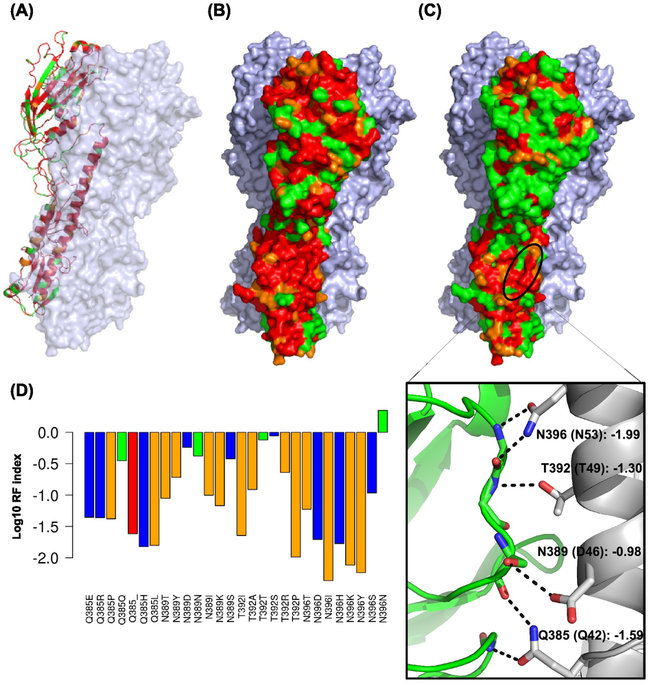 (A)
(B)
(C)
(D)
Log10 RF index
0.0
-0.5
-1.0
-1.5
-2.0
Q385E
Q385R
Q385P
Q385Q
Q385_
Q385H
Q385L
N389T
N389Y
N389D
N389N
N389I
N389K
N389S
T392I
T392A
T392T
T392S
T392R
T392P
N396T
N396D
N396I
N396H
N396K
N396Y
N396S
N396N
N396 (N53): -1.99
T392 (T49): -1.30
N389 (D46): -0.98
Q385 (Q42): -1.59